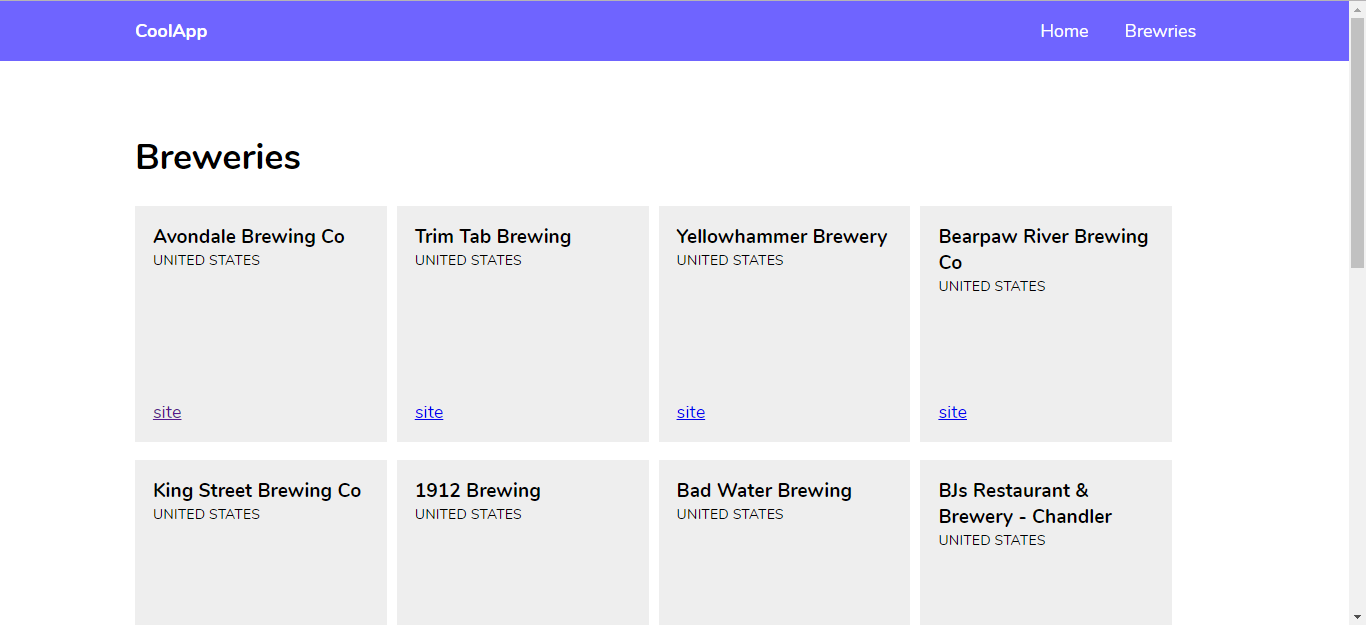 CoolApp
Home
Brewries
Breweries
Avondale Brewing Co
UNITED STATES
site
Trim Tab Brewing
UNITED STATES
site
Yellowhammer Brewery
UNITED STATES
site
Bearpaw River Brewing
Co
UNITED STATES
site
King Street Brewing Co
UNITED STATES
1912 Brewing
UNITED STATES
Bad Water Brewing
UNITED STATES
BJs Restaurant &
Brewery - Chandler
UNITED STATES